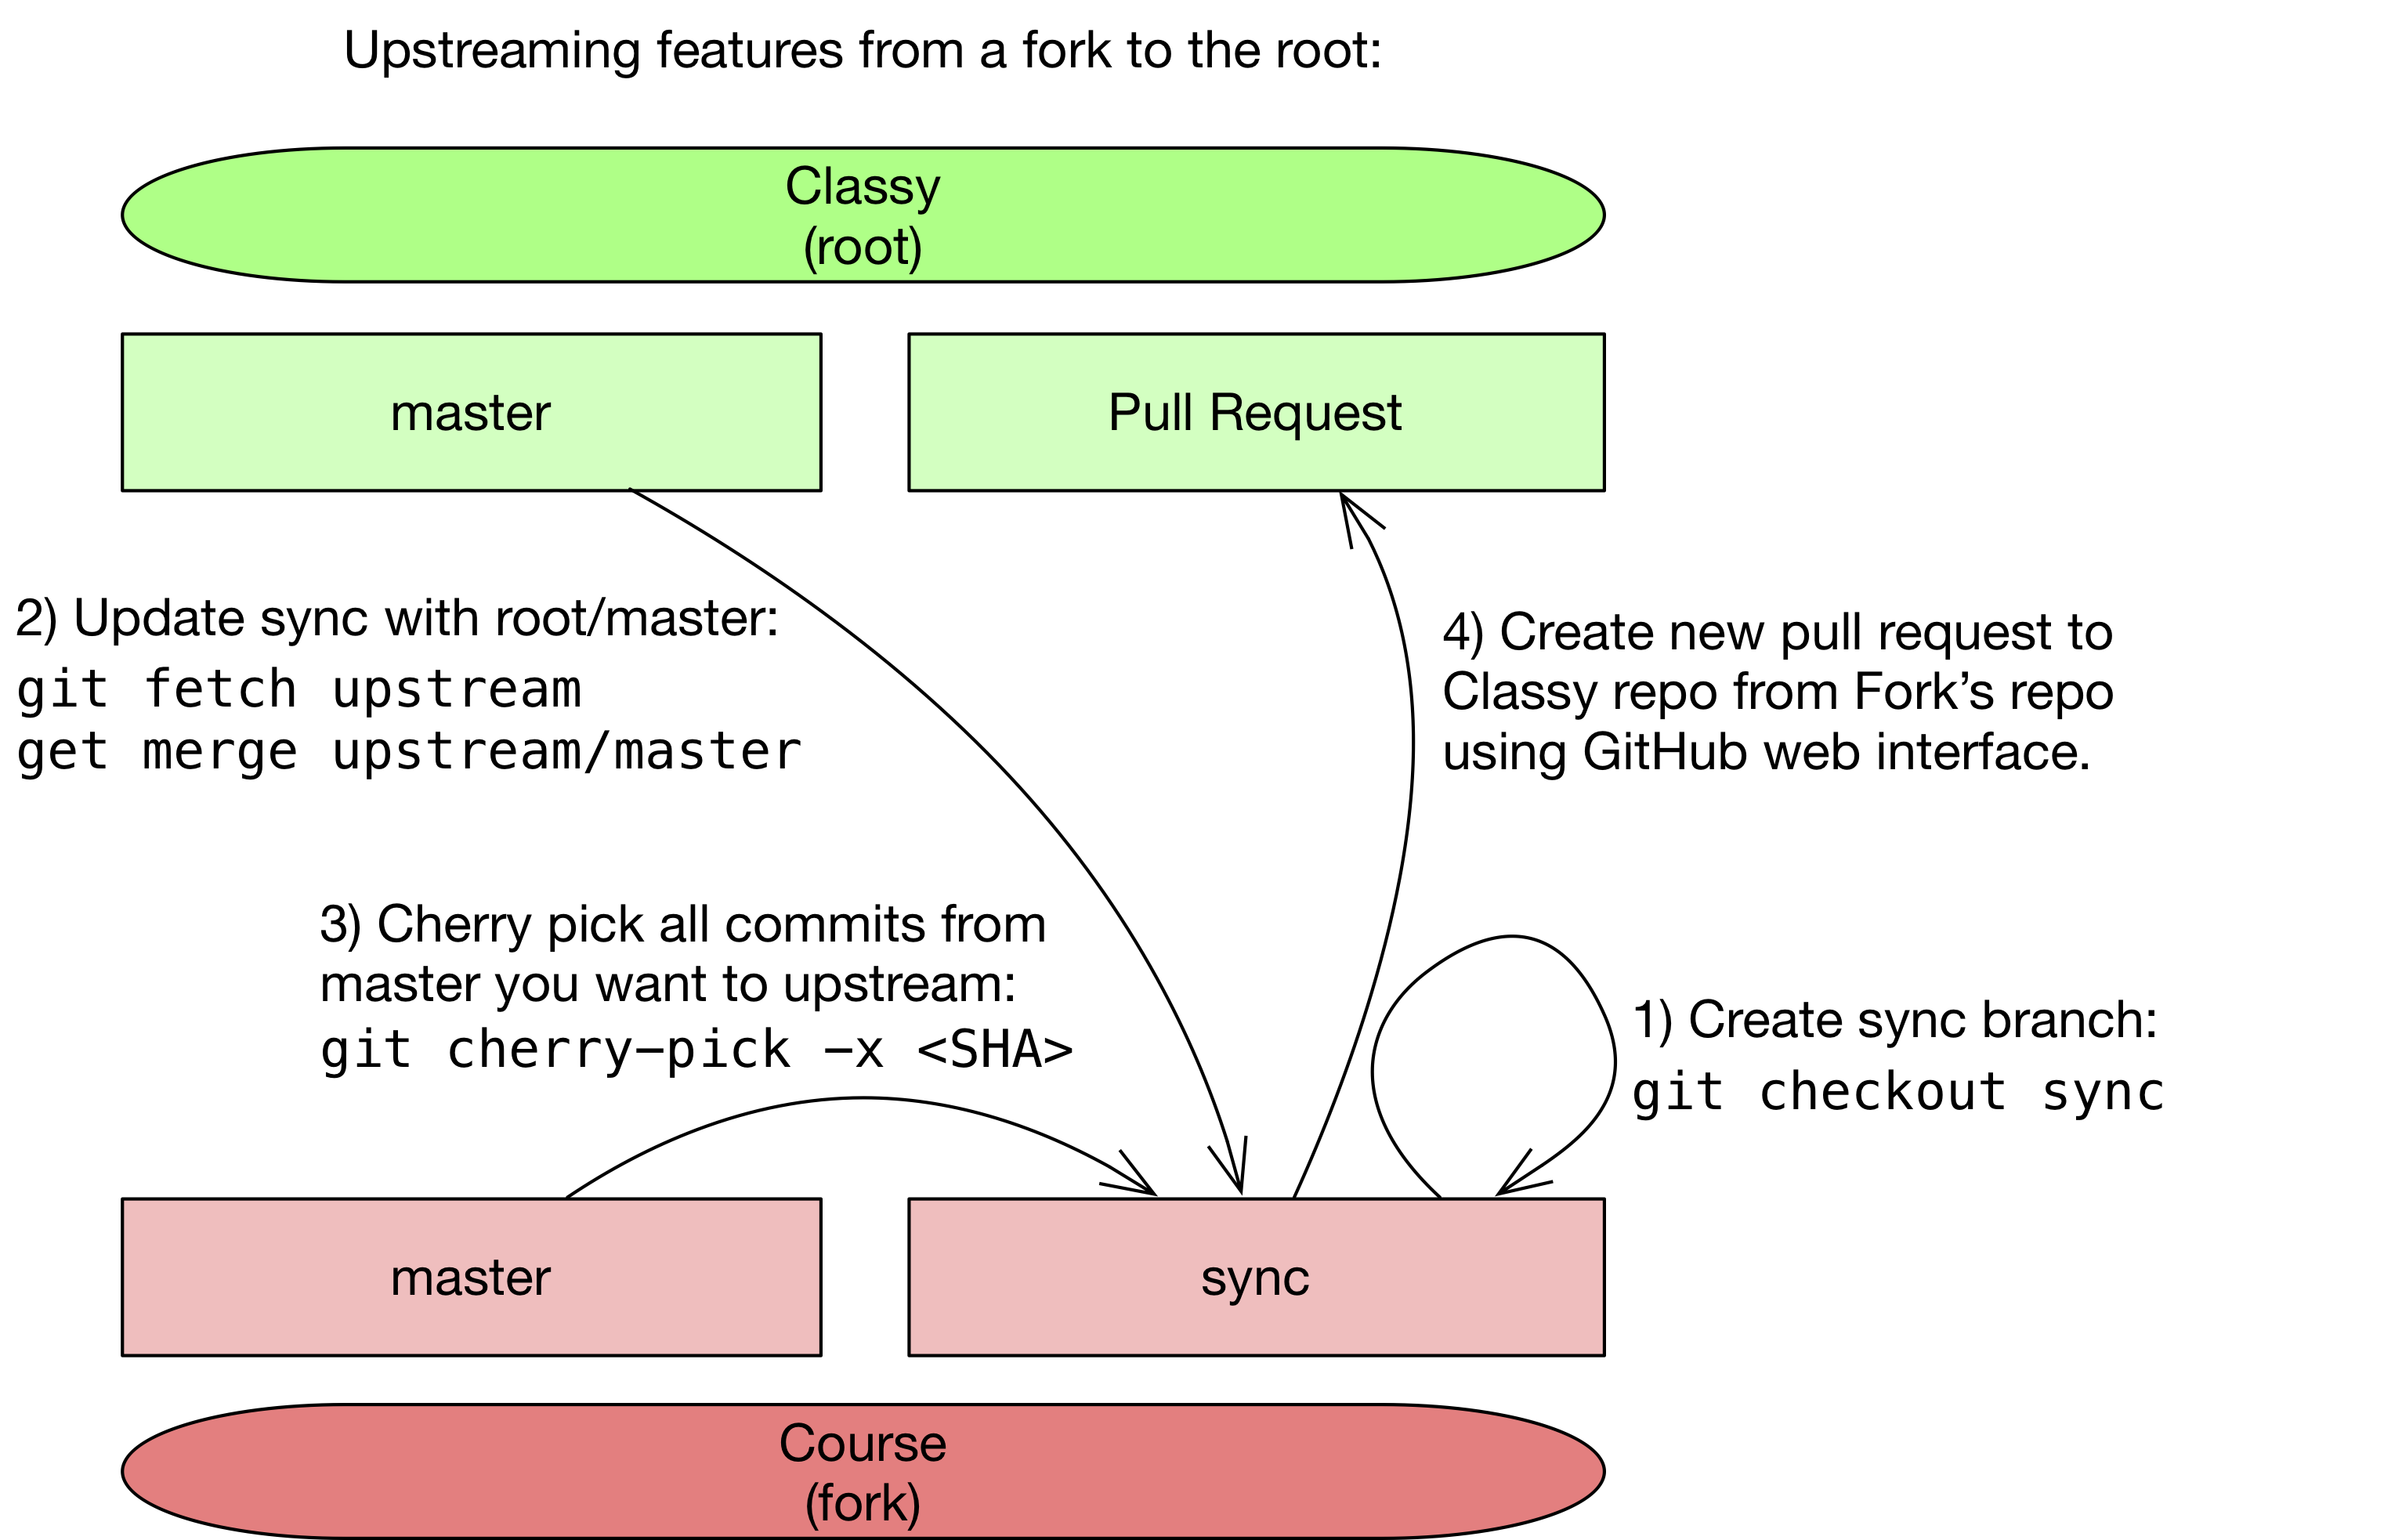 Upstreaming features from a fork to the root:
Classy
(root)
master
Pull Request
2) Update sync with root/master:
git fetch upstream
get merge upstream/master
4) Create new pull request to
Classy repo from Fork’s repo
using GitHub web interface.
3) Cherry pick all commits from
master you want to upstream:
git cherry–pick –x <SHA>
1) Create sync branch:
git checkout sync
master
sync
Course
(fork)